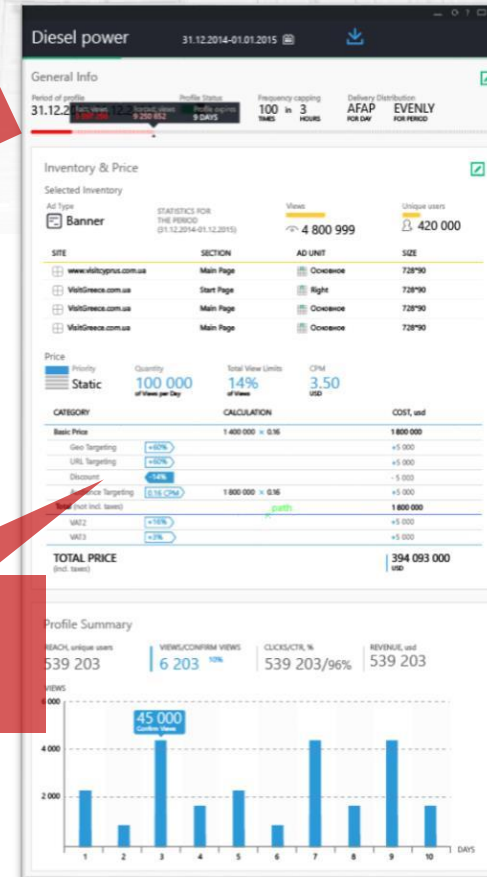 Diesel power
31.12.2014-01.01.2015
General Info
Period of profile Profile Status Frequency capping Delivery Distribution
31.12.2 100 in 3 AFAP EVENLY
TIMES HOURS FOR DAY FOR PERIOD
Forcted. views Profile expires
9 250 652 9 DAYS
Inventory & Price
Selected Inventory
Ad Type Views Unique users
Banner STATISTICS FOR THE PERIOD (01.12.2014-01.12.2015) 4 800 999 420 000
SITE SECTION AD UNIT SIZE
www.visitcyprus.com.ua Main Page Основное 728*90
VisitGreece.com.ua Start Page Right 728*90
VisitGreece.com.ua Main Page Основное 728*90
VisitGreece.com.ua Main Page Основное 728*90
Price
Priority Quantity Total View Limits CPM
Static 100 000 14% 3.50
of Views per Day of Views USD
CATEGORY CALCULATION COST, usd
Basic Price 1 400 000 × 0.16 1 800 000
Geo Targeting +60% +5 000
URL Targeting +60% +5 000
Discount -14% - 5 000
Targeting 0.16 CPM 1 800 000 × 0.16 +5 000
Total (not incl. taxes) path 1 800 000
VAT2 +18% +5 000
VAT3 +3% +5 000
TOTAL PRICE 394 093 000
(incl. taxes) USD
Profile Summary
REACH, unique users VIEWS/CONFIRM VIEWS CLICKS/CTR, % REVENUE, usd
539 203 6 203 10% 539 203/96% 539 203
VIEWS
6 000
45 000
Confirm Views
4 000
2 000
1 2 3 4 5 6 7 8 9 10 DAYS